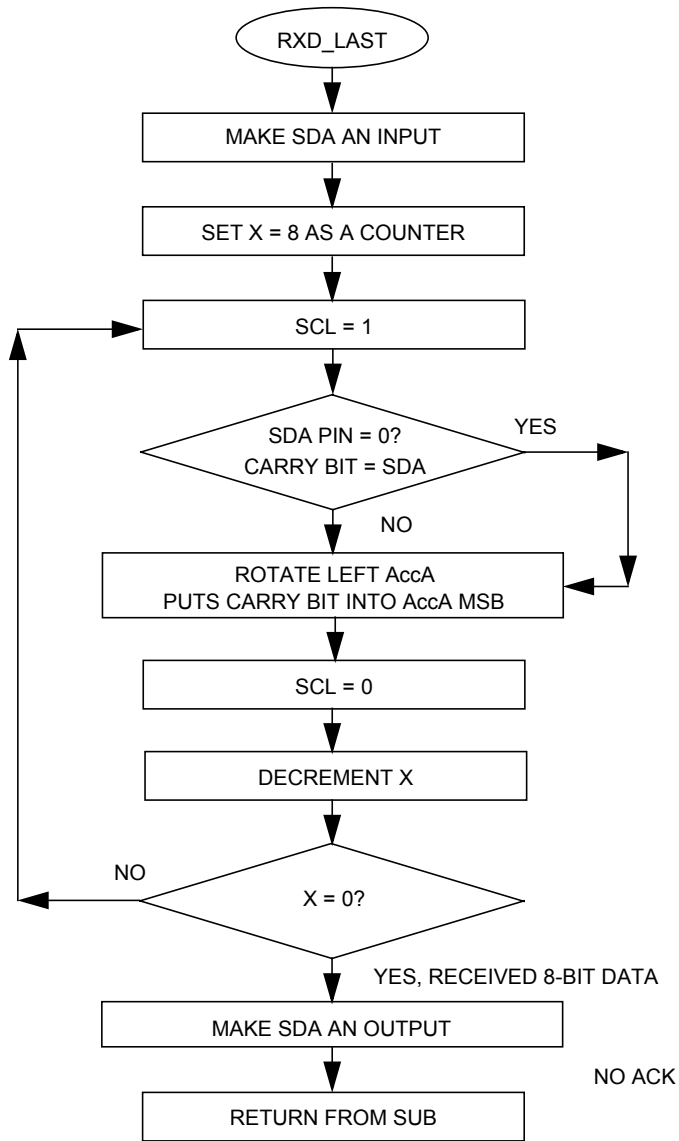 RXD_LAST
MAKE SDA AN INPUT
SET X = 8 AS A COUNTER
SCL = 1
SDA PIN = 0?
CARRY BIT = SDA
YES
NO
ROTATE LEFT AccA
PUTS CARRY BIT INTO AccA MSB
SCL = 0
DECREMENT X
NO
X = 0?
YES, RECEIVED 8-BIT DATA
MAKE SDA AN OUTPUT
NO ACK
RETURN FROM SUB